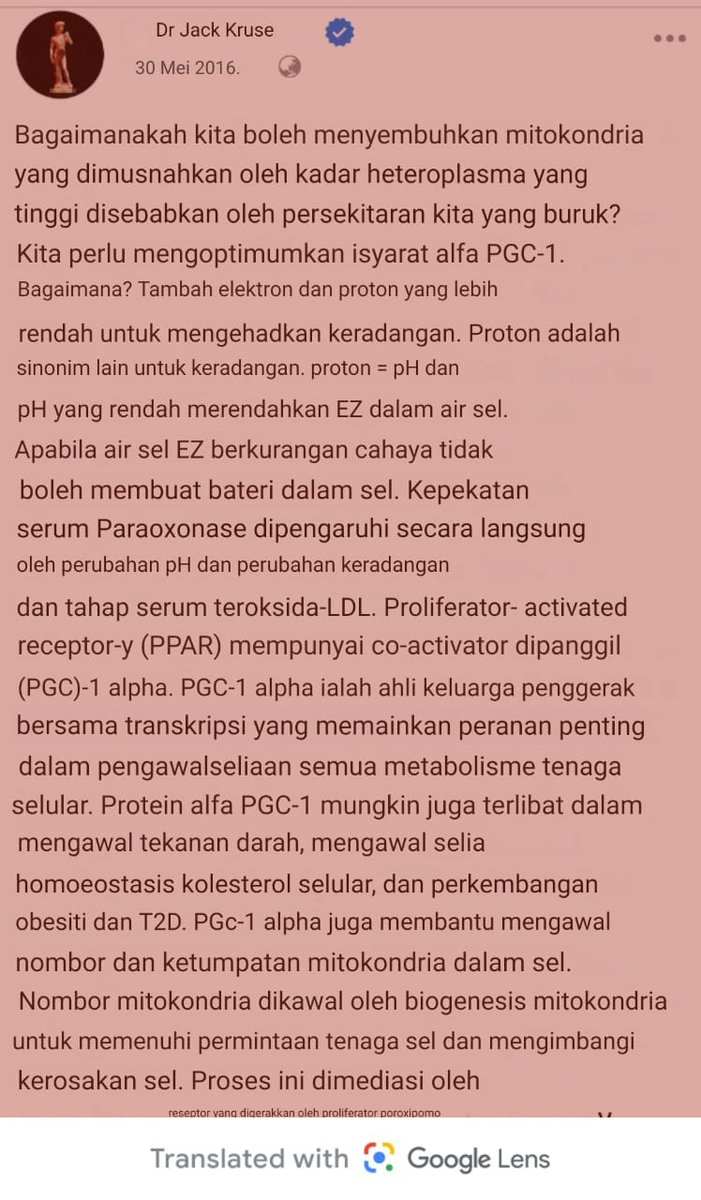 Dr Jack Kruse
30 Mei 2016.
Bagaimanakah kita boleh menyembuhkan mitokondria
yang dimusnahkan oleh kadar heteroplasma yang
tinggi disebabkan oleh persekitaran kita yang buruk?
Kita perlu mengoptimumkan isyarat alfa PGC-1.
Bagaimana? Tambah elektron dan proton yang lebih
rendah untuk mengehadkan keradangan. Proton adalah
sinonim lain untuk keradangan. proton = pH dan
pH yang rendah merendahkan EZ dalam air sel.
Apabila air sel EZ berkurangan cahaya tidak
boleh membuat bateri dalam sel. Kepekatan
serum Paraoxonase dipengaruhi secara langsung
oleh perubahan pH dan perubahan keradangan
dan tahap serum teroksida-LDL. Proliferator- activated
receptor-y (PPAR) mempunyai co-activator dipanggil
(PGC)-1 alpha. PGC-1 alpha ialah ahli keluarga penggerak
bersama transkripsi yang memainkan peranan penting
dalam pengawalseliaan semua metabolisme tenaga
selular. Protein alfa PGC-1 mungkin juga terlibat dalam
mengawal tekanan darah, mengawal selia
homoeostasis kolesterol selular, dan perkembangan
obesiti dan T2D. PGc-1 alpha juga membantu mengawal
nombor dan ketumpatan mitokondria dalam sel.
Nombor mitokondria dikawal oleh biogenesis mitokondria
untuk memenuhi permintaan tenaga sel dan mengimbangi
kerosakan sel. Proses ini dimediasi oleh
reseptor yang digerakkan oleh proliferator poroxipomo
Translated with Google Lens